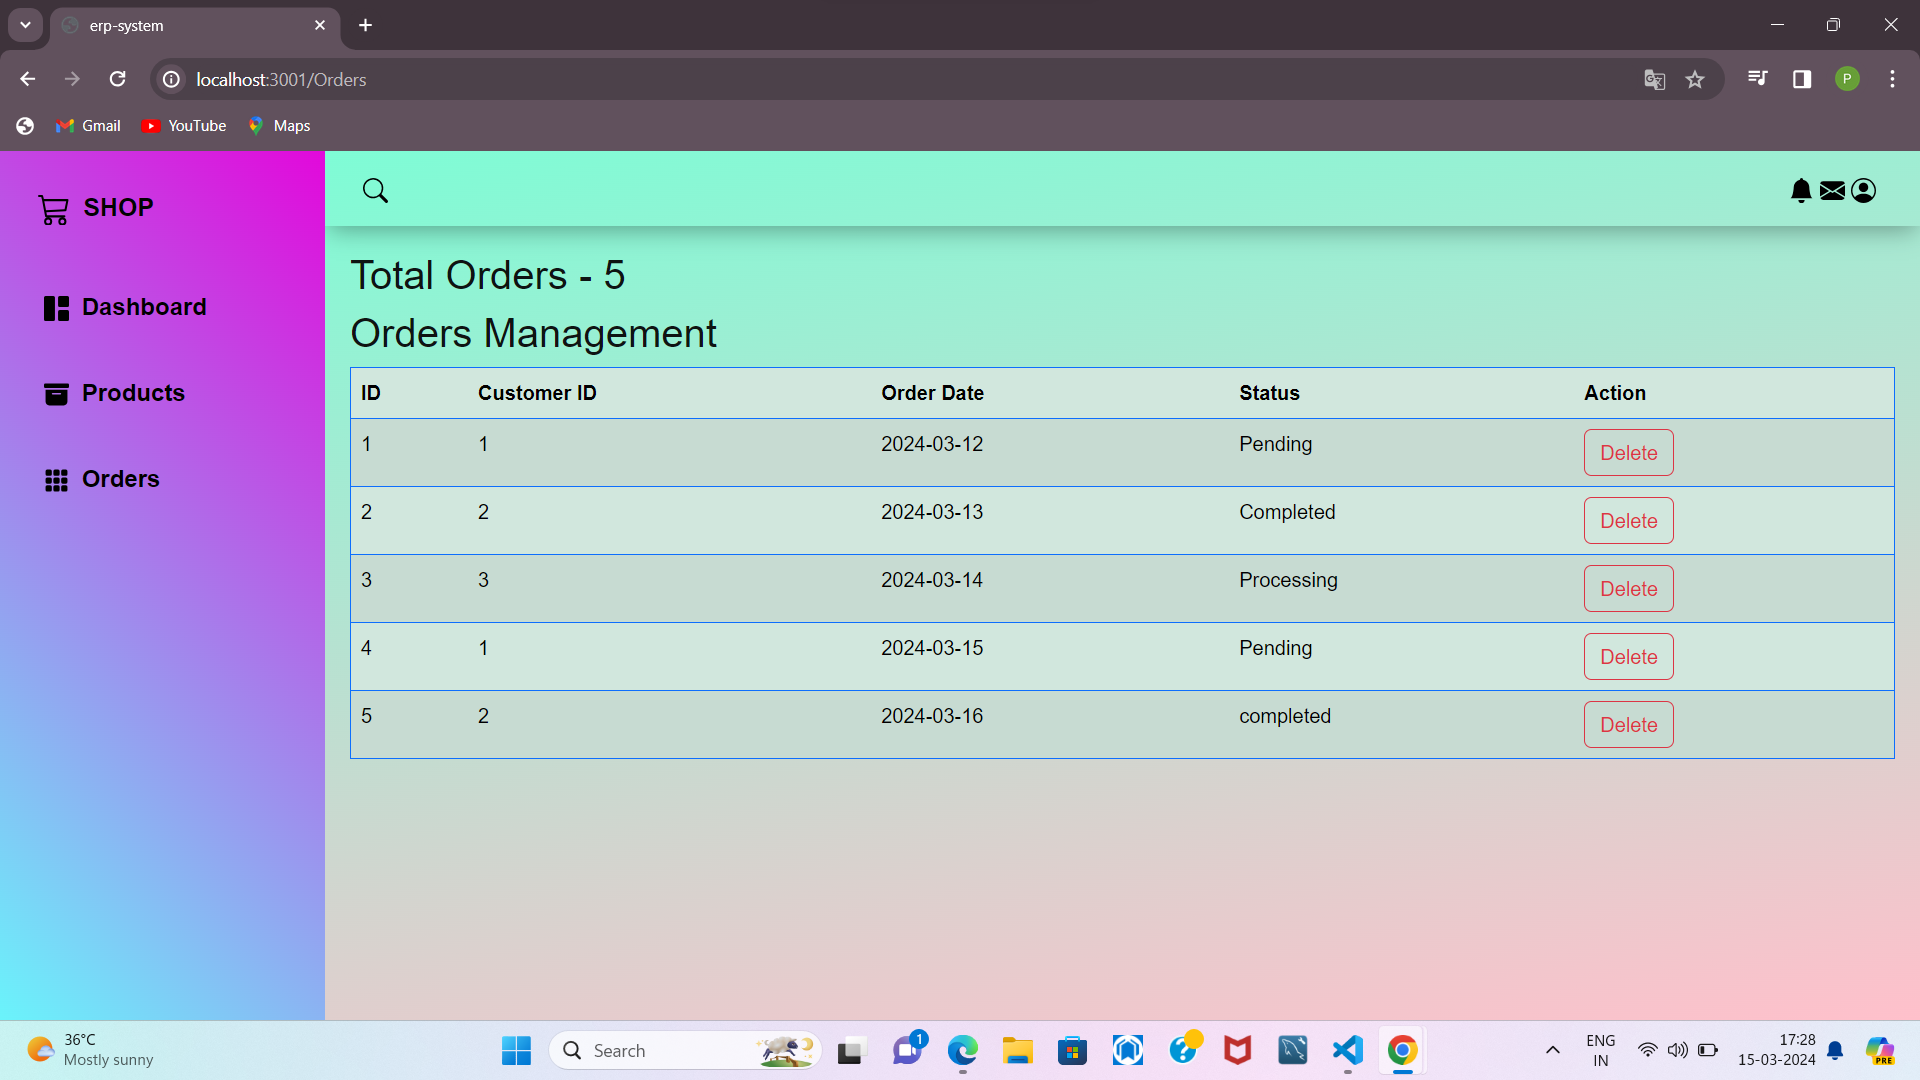 erp-system
localhost:3001/Orders
P
Gmail YouTube Maps
SHOP
Dashboard
Products
Orders
Total Orders - 5
Orders Management
ID Customer ID Order Date Status Action
1 1 2024-03-12 Pending Delete
2 2 2024-03-13 Completed Delete
3 3 2024-03-14 Processing Delete
4 1 2024-03-15 Pending Delete
5 2 2024-03-16 completed Delete
36°C
Mostly sunny
Search
1
ENG
IN
17:28
15-03-2024
PRE